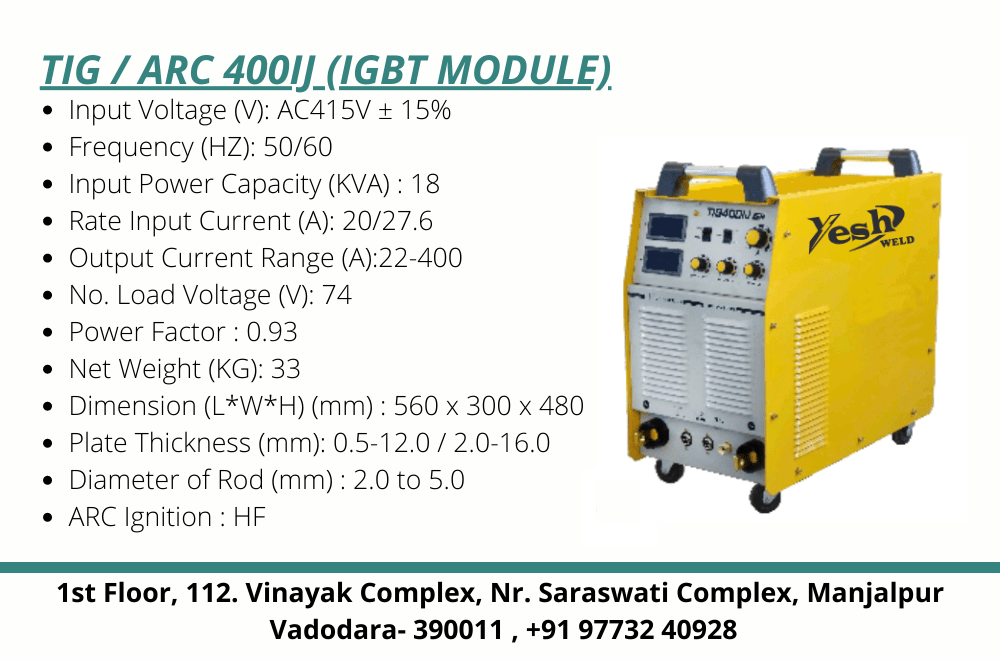 TIG / ARC 400IJ (IGBT MODULE)
Input Voltage (V): AC415V ± 15%
Frequency (HZ): 50/60
Input Power Capacity (KVA) : 18
Rate Input Current (A): 20/27.6
Output Current Range (A):22-400
No. Load Voltage (V): 74
Power Factor : 0.93
Net Weight (KG): 33
Dimension (L*W*H) (mm) : 560 x 300 x 480
Plate Thickness (mm): 0.5-12.0 / 2.0-16.0
Diameter of Rod (mm) : 2.0 to 5.0
ARC Ignition : HF
Yesh
WELD
1st Floor, 112. Vinayak Complex, Nr. Saraswati Complex, Manjalpur
Vadodara- 390011 , +91 97732 40928